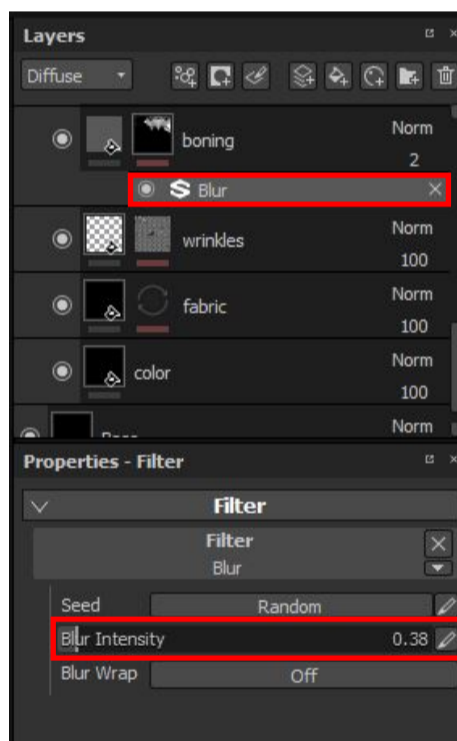 Layers
Diffuse
boning Norm
2
Blur
wrinkles Norm
100
fabric Norm
100
color Norm
100
Base Norm
Properties - Filter
Filter
Filter
Blur
Seed Random
Blur Intensity 0.38
Blur Wrap Off